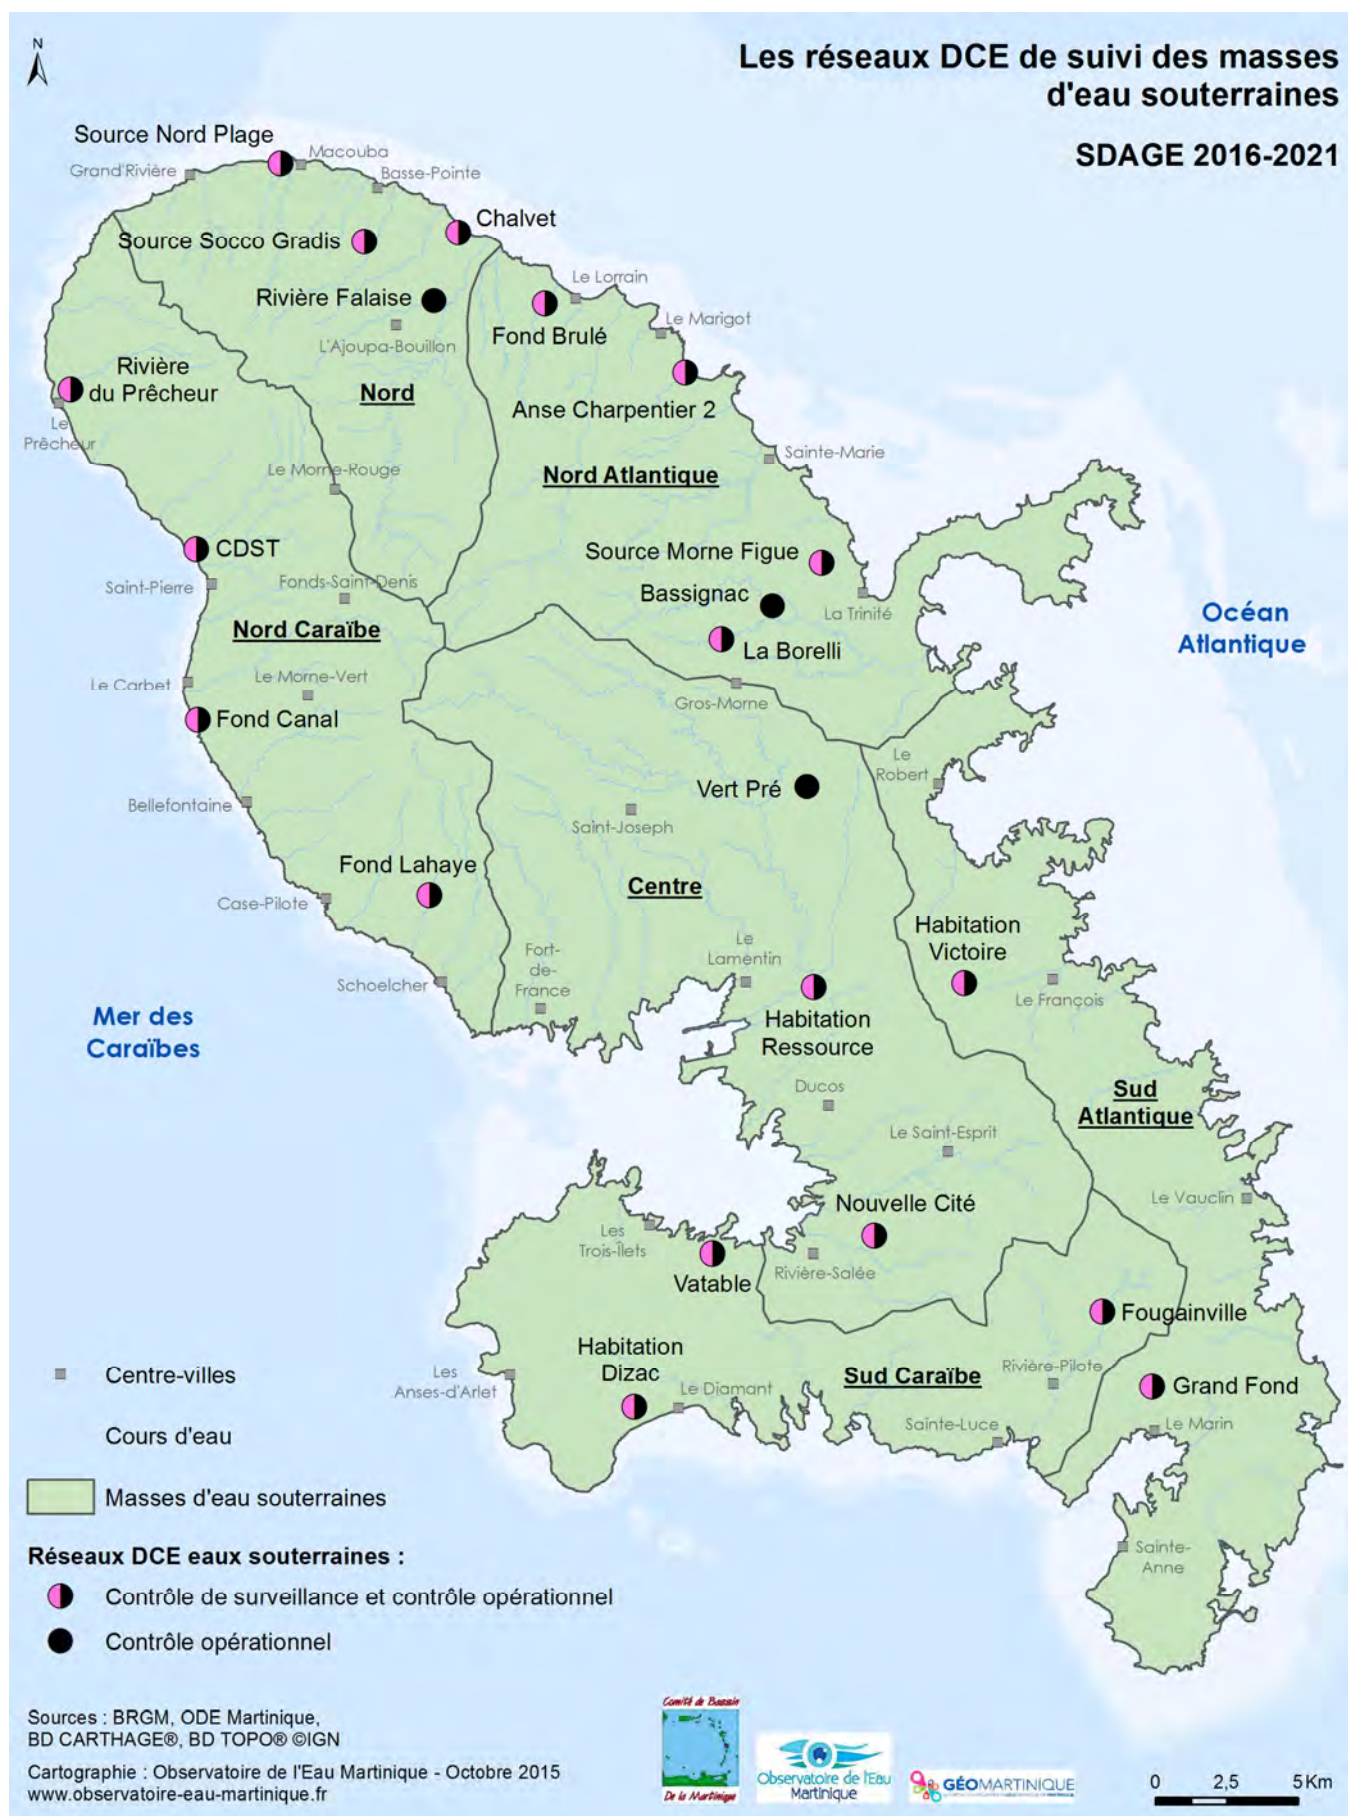 N
Les réseaux DCE de suivi des masses
d'eau souterraines
SDAGE 2016-2021
Source Nord Plage
Macouba
Grand'Rivière
Basse-Pointe
Chalvet
Source Socco Gradis
Le Lorrain
Rivière Falaise
Le Marigot
Fond Brulé
L'Ajoupa-Bouillon
Rivière
du Prêcheur
Nord
Anse Charpentier 2
Le
Prêcheur
Sainte-Marie
Le Morne-Rouge
Nord Atlantique
CDST
Source Morne Figue
Saint-Pierre
Fonds-Saint-Denis
Bassignac
La Trinité
Océan
Atlantique
Nord Caraïbe
La Borelli
Le Carbet
Le Morne-Vert
Gros-Morne
Fond Canal
Le
Robert
Vert Pré
Bellefontaine
Saint-Joseph
Fond Lahaye
Centre
Case-Pilote
Habitation
Victoire
Fort-
de-
France
Le
Lamentin
Schoelcher
Le François
Mer des
Caraïbes
Habitation
Ressource
Ducos
Sud
Atlantique
Le Saint-Esprit
Le Vauclin
Nouvelle Cité
Les
Trois-Îlets
Rivière-Salée
Vatable
Fougainville
Habitation
Dizac
Les
Anses-d'Arlet
Rivière-Pilote
Sud Caraïbe
Grand Fond
Le Diamant
Sainte-Luce
Le Marin
Sainte-
Anne
Centre-villes
Cours d'eau
Masses d'eau souterraines
Réseaux DCE eaux souterraines :
Contrôle de surveillance et contrôle opérationnel
Contrôle opérationnel
Sources : BRGM, ODE Martinique,
BD CARTHAGE®, BD TOPO® ©IGN
Cartographie : Observatoire de l'Eau Martinique - Octobre 2015
www.observatoire-eau-martinique.fr
Comité de Bassin
De la Martinique
Observatoire de l'Eau
Martinique
GÉOMARTINIQUE
0 2,5 5 Km